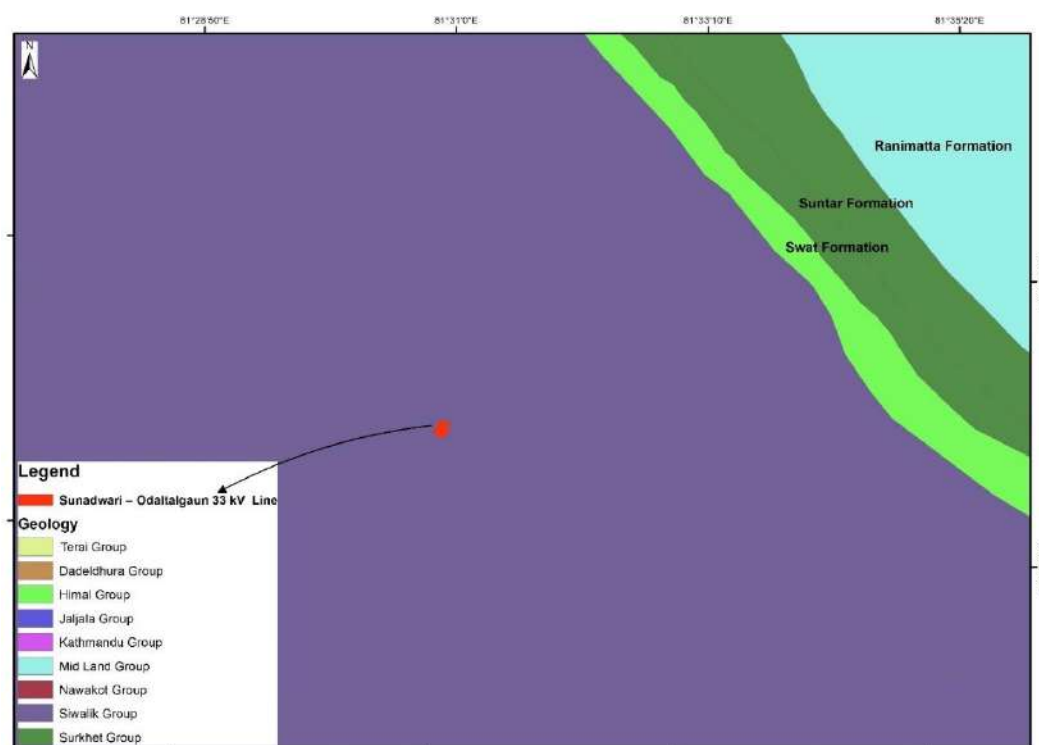 81°28'50"E
81°31'0"E
81°33'10"E
81°35'20"E
N
Ranimatta Formation
Suntar Formation
Swat Formation
Legend
Sunadwari – Odaltalgaun 33 kV Line
Geology
Terai Group
Dadeldhura Group
Himal Group
Jaljala Group
Kathmandu Group
Mid Land Group
Nawakot Group
Siwalik Group
Surkhet Group